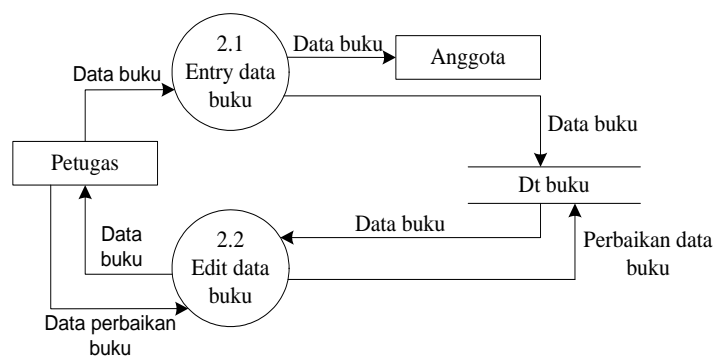 2.1
Entry data
buku
Data buku
Anggota
Data buku
Data buku
Petugas
Dt buku
Data buku
2.2
Edit data
buku
Data
buku
Perbaikan data
buku
Data perbaikan
buku